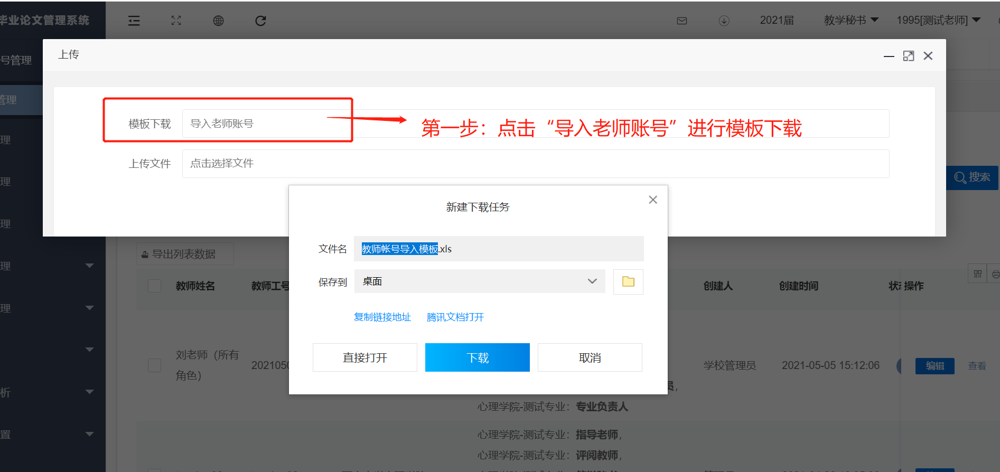 毕业论文管理系统
2021届
教学秘书
1995[测试老师]
号管理
上传
管理
模板下载
导入老师账号
第一步：点击“导入老师账号”进行模板下载
理
上传文件
点击选择文件
搜索
理
新建下载任务
理
文件名
教师帐号导入模板.xls
导出列表数据
理
保存到
桌面
教师姓名
教师工号
创建人
创建时间
操作
理
复制链接地址
腾讯文档打开
刘老师（所有
角色）
2021050
直接打开
下载
取消
学校管理员
2021-05-05 15:12:06
编辑
查看
员，
析
心理学院-测试专业：专业负责人
置
心理学院-测试专业：指导老师，
心理学院-测试专业：评阅教师，